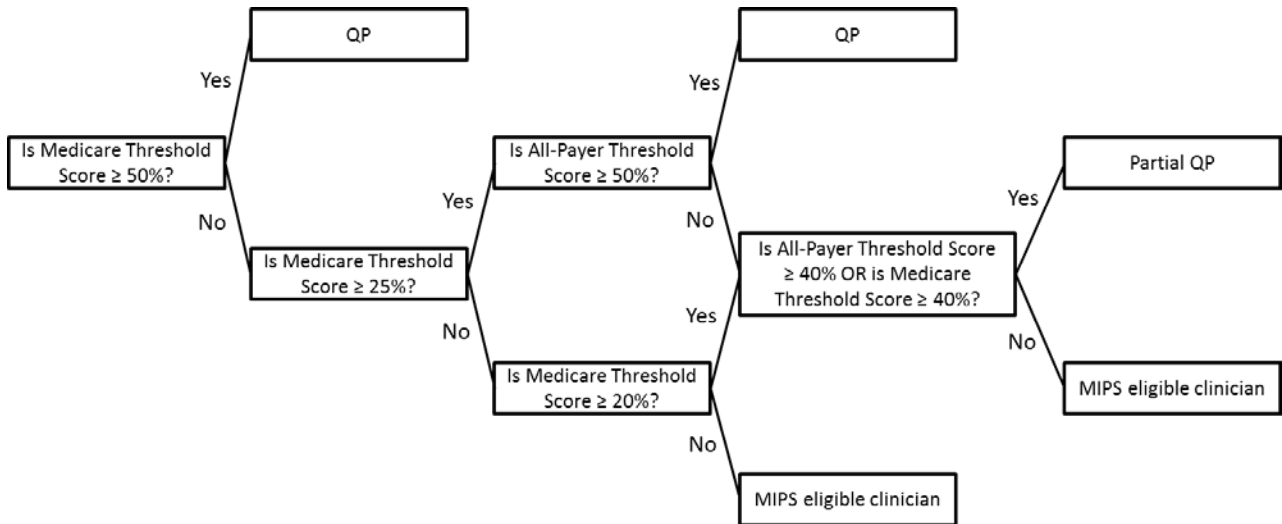 QP
QP
Yes
Yes
Is Medicare Threshold
Score ≥ 50%?
Is All-Payer Threshold
Score ≥ 50%?
Partial QP
No
Yes
No
Yes
Is Medicare Threshold
Score ≥ 25%?
Is All-Payer Threshold Score
≥ 40% OR is Medicare
Threshold Score ≥ 40%?
No
Yes
No
Is Medicare Threshold
Score ≥ 20%?
MIPS eligible clinician
No
MIPS eligible clinician